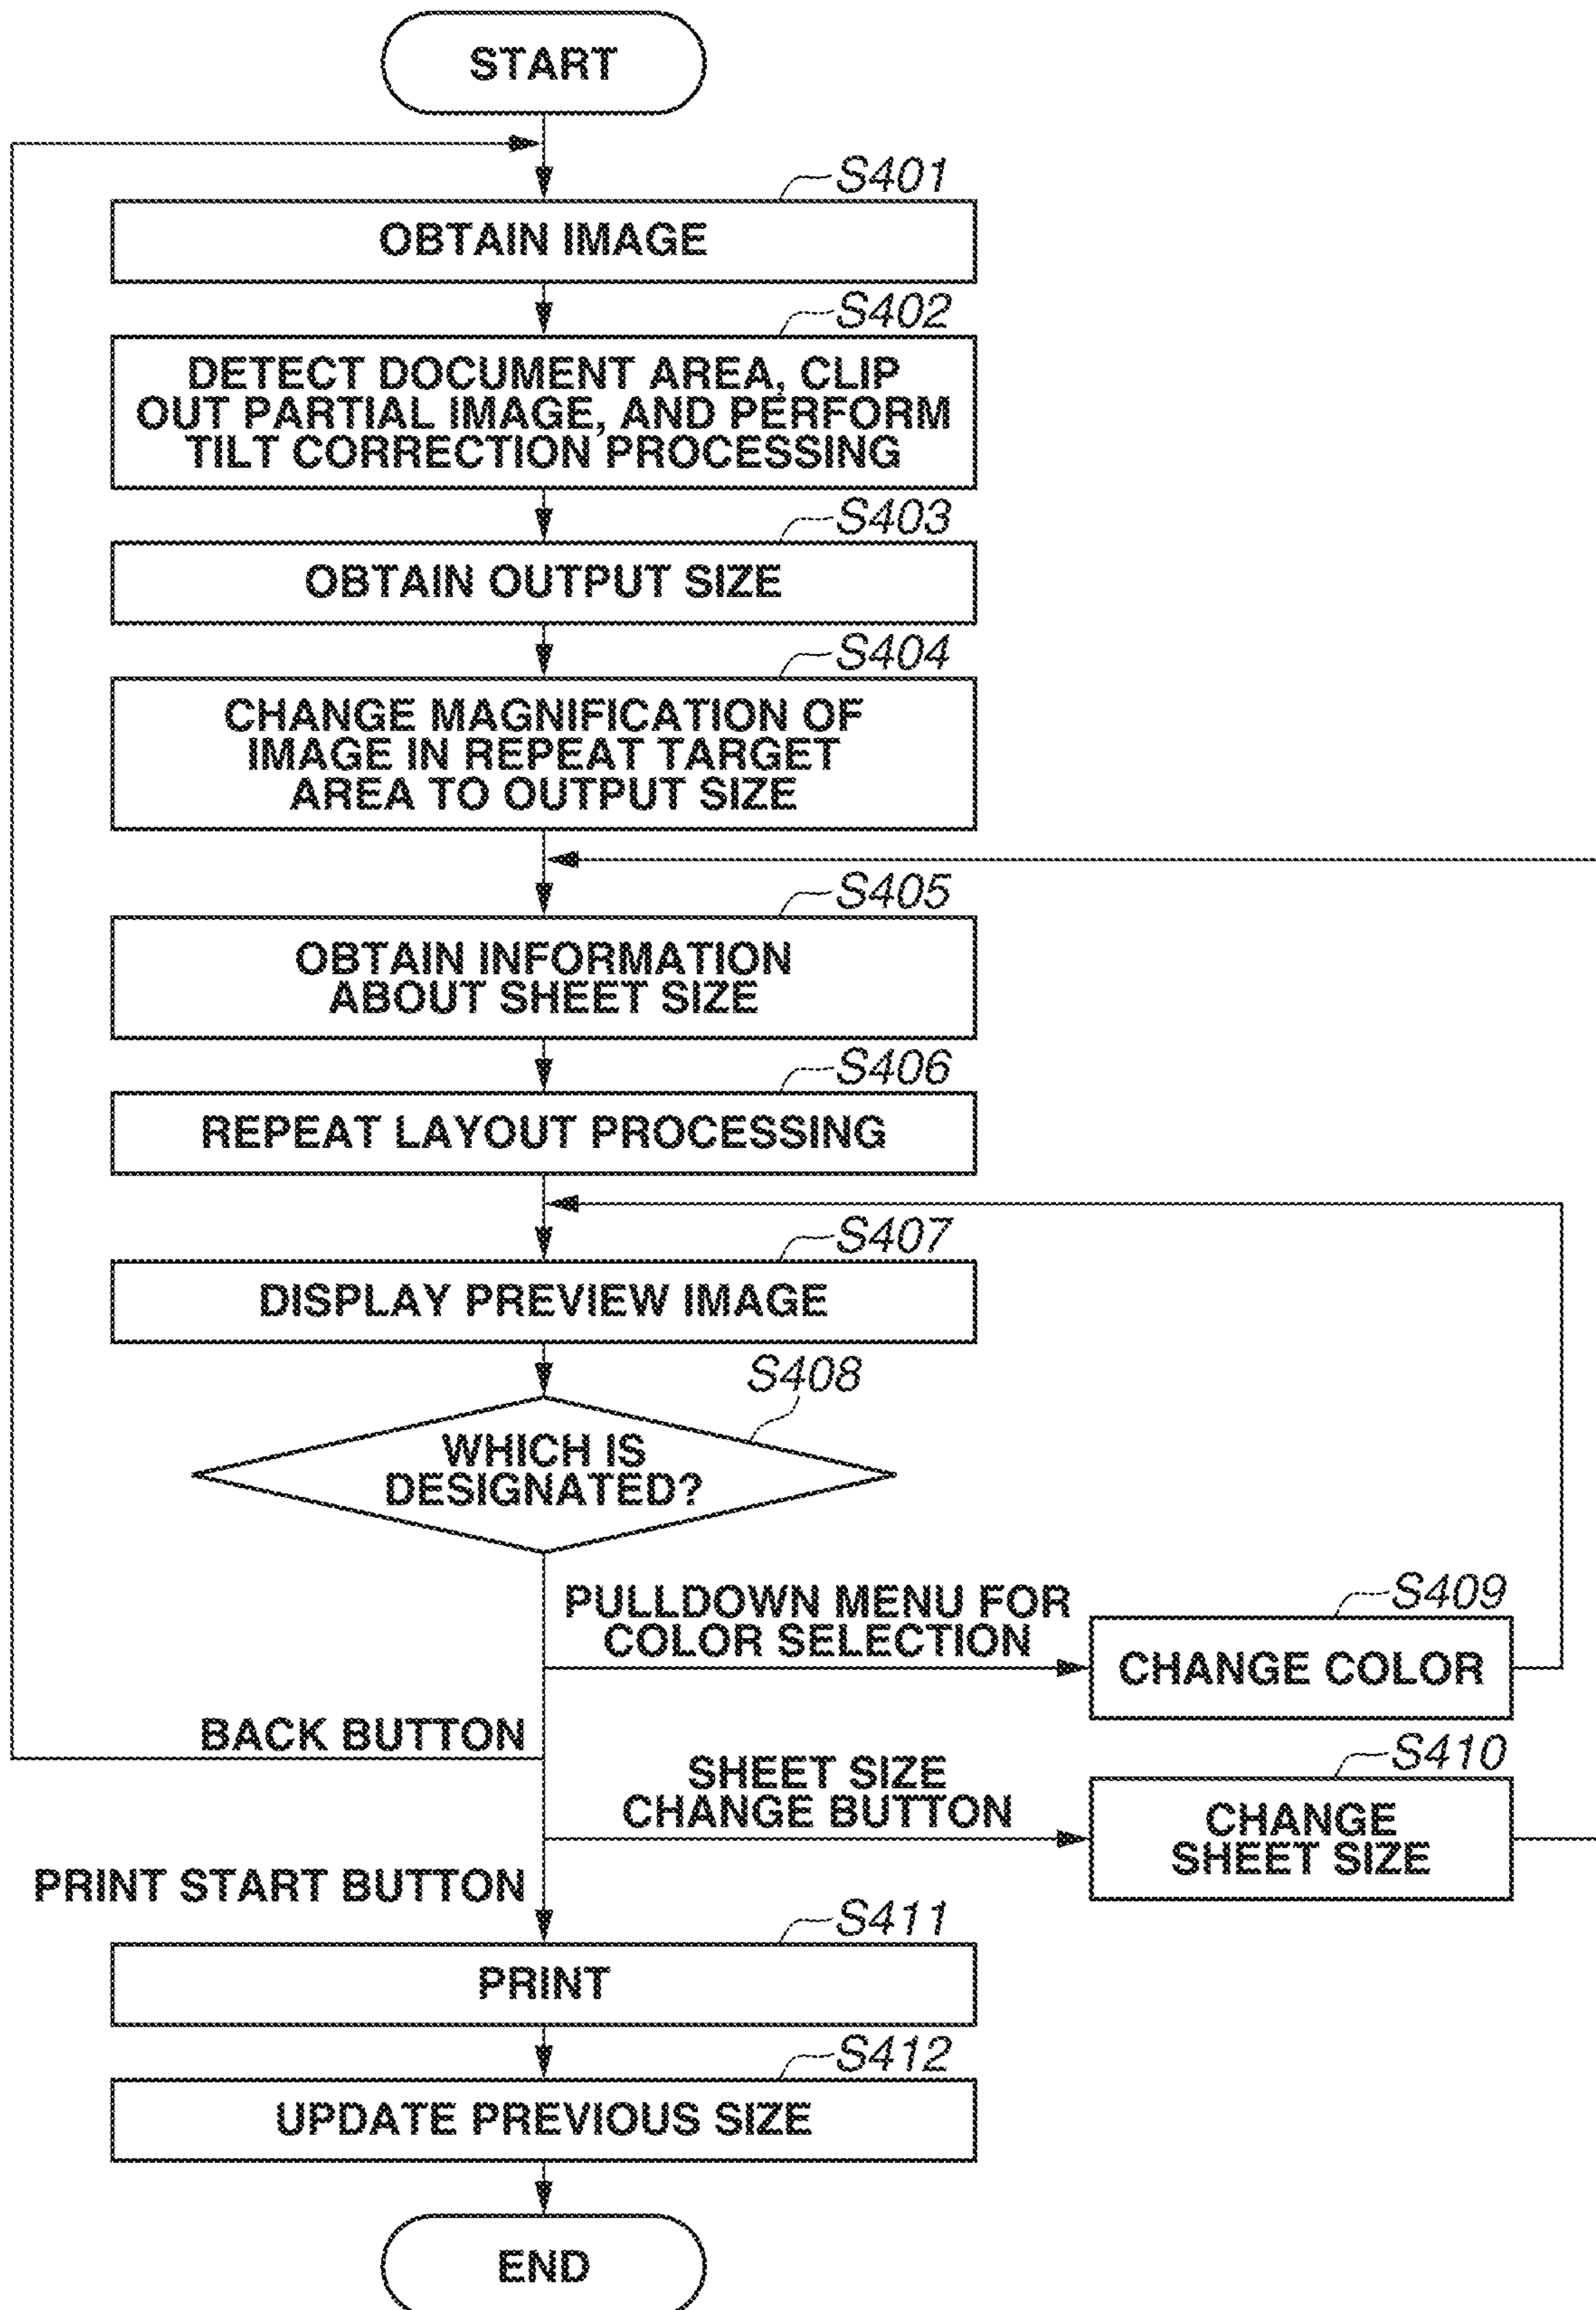 START
S401
OBTAIN IMAGE
S402
DETECT DOCUMENT AREA, CLIP
OUT PARTIAL IMAGE, AND PERFORM
TILT CORRECTION PROCESSING
S403
OBTAIN OUTPUT SIZE
S404
CHANGE MAGNIFICATION OF
IMAGE IN REPEAT TARGET
AREA TO OUTPUT SIZE
S405
OBTAIN INFORMATION
ABOUT SHEET SIZE
S406
REPEAT LAYOUT PROCESSING
S407
DISPLAY PREVIEW IMAGE
S408
WHICH IS
DESIGNATED?
PULLDOWN MENU FOR
COLOR SELECTION
S409
CHANGE COLOR
BACK BUTTON
SHEET SIZE
CHANGE BUTTON
S410
CHANGE
SHEET SIZE
PRINT START BUTTON
S411
PRINT
S412
UPDATE PREVIOUS SIZE
END